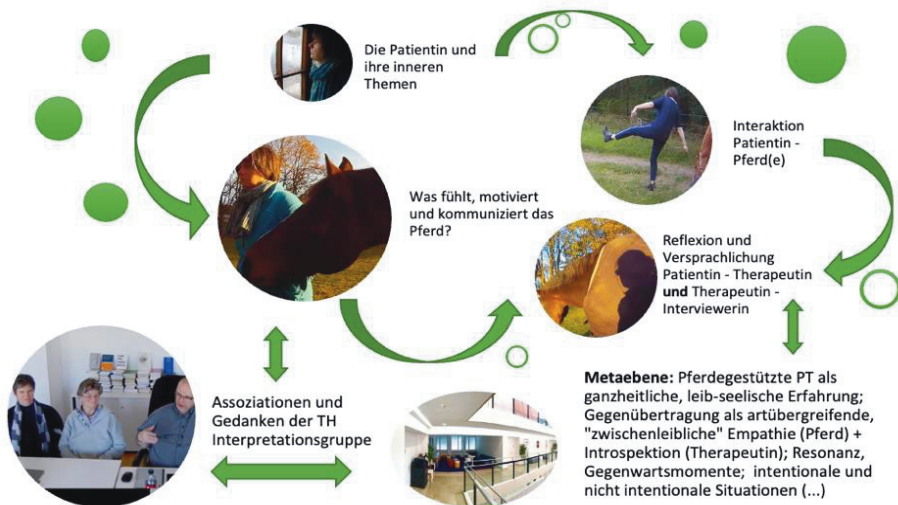 Die Patientin und
ihre inneren
Themen
Interaktion
Patientin -
Pferd(e)
Was fühlt, motiviert
und kommuniziert das
Pferd?
Reflexion und
Versprachlichung
Patientin - Therapeutin
und Therapeutin -
Interviewerin
Assoziationen und
Gedanken der TH
Interpretationsgruppe
Metaebene: Pferdegestützte PT als
ganzheitliche, leib-seelische Erfahrung;
Gegenübertragung als artübergreifende,
"zwischenleibliche" Empathie (Pferd) +
Introspektion (Therapeutin); Resonanz,
Gegenwartsmomente; intentionale und
nicht intentionale Situationen (...)